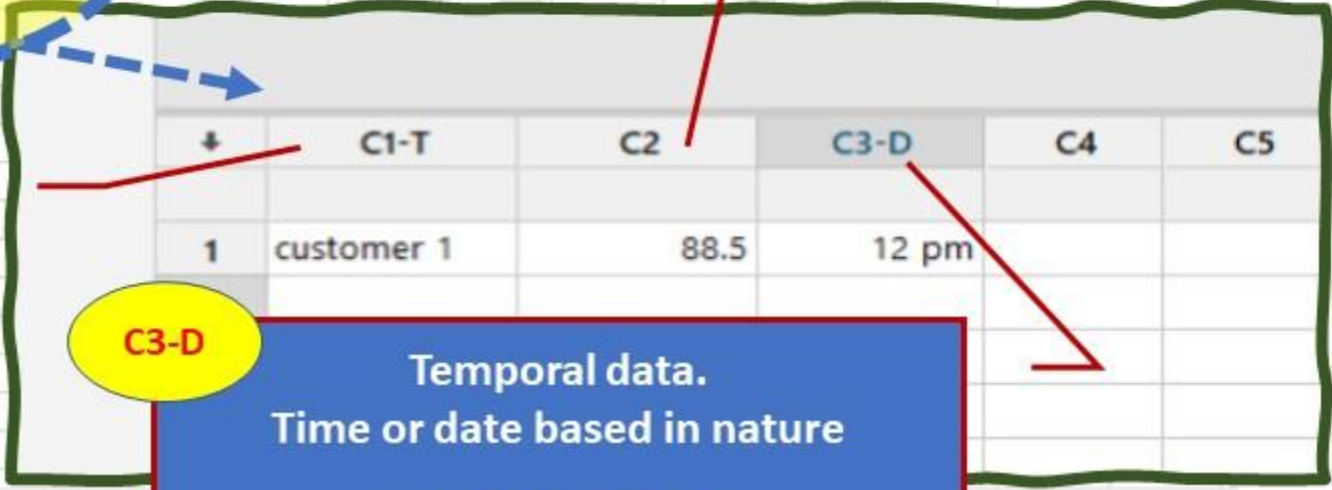 C1-T C2 C3-D C4 C5
1 customer 1 88.5 12 pm
C3-D
Temporal data.
Time or date based in nature